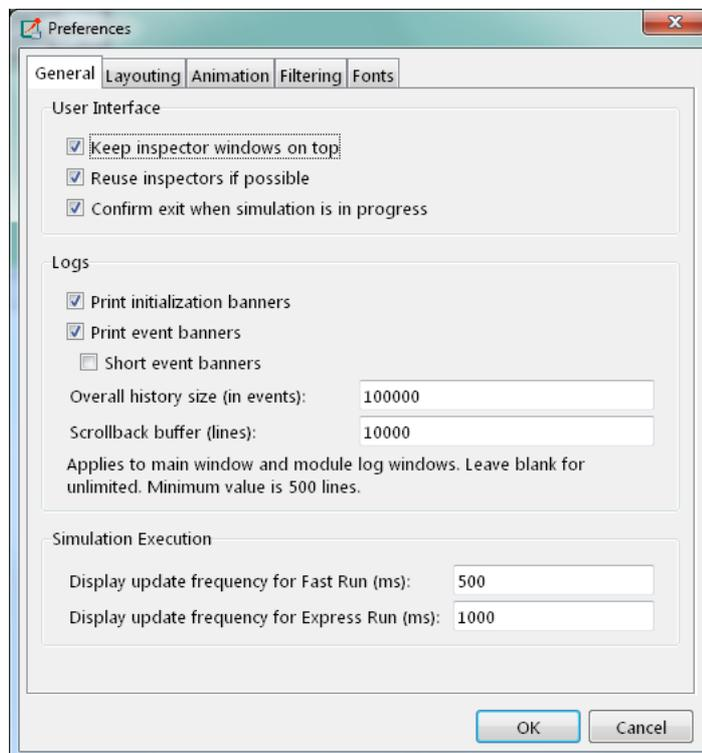 Preferences
General Layouting Animation Filtering Fonts
User Interface
Keep inspector windows on top
Reuse inspectors if possible
Confirm exit when simulation is in progress
Logs
Print initialization banners
Print event banners
Short event banners
Overall history size (in events): 100000
Scrollback buffer (lines): 10000
Applies to main window and module log windows. Leave blank for
unlimited. Minimum value is 500 lines.
Simulation Execution
Display update frequency for Fast Run (ms): 500
Display update frequency for Express Run (ms): 1000
OK Cancel